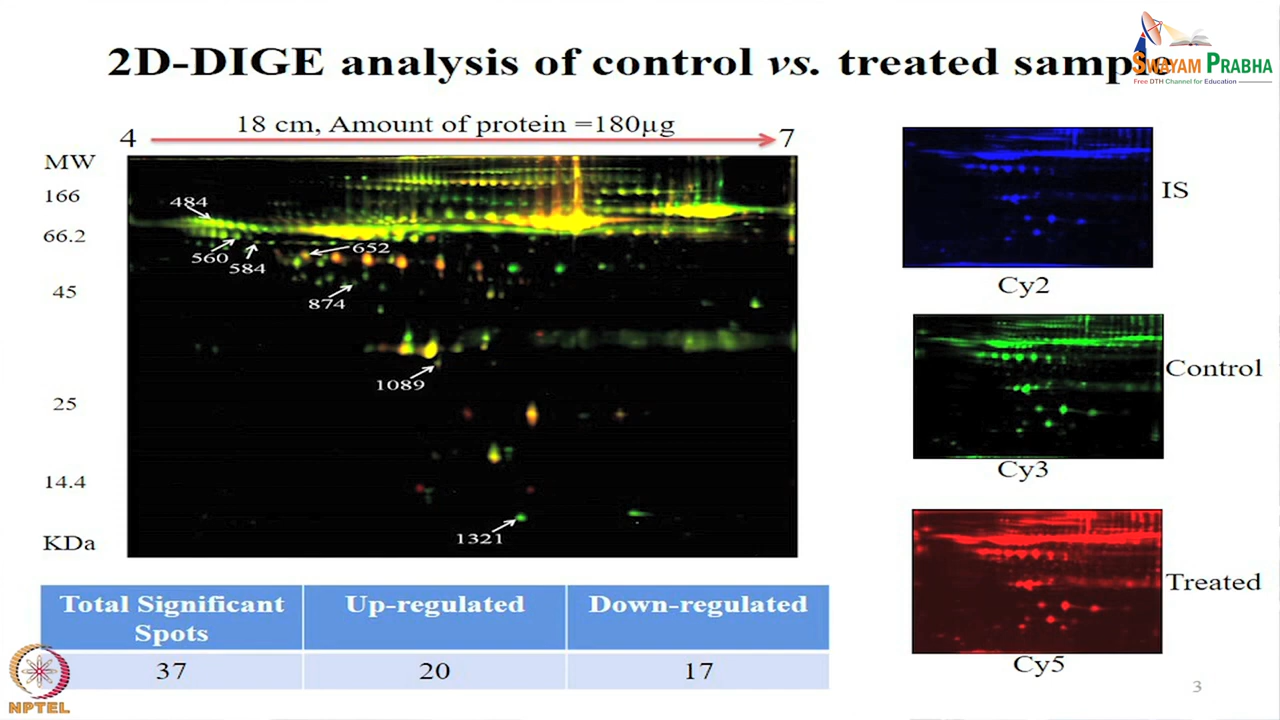 2D-DIGE analysis of control vs. treated sample
SWAYAM PRABHA
Free DTH Channel for Education
18 cm, Amount of protein =180µg
4
7
MW
166
66.2
45
25
14.4
KDa
484
560
584
652
874
1089
1321
IS
Cy2
Control
Cy3
Treated
Cy5
Total Significant Spots Up-regulated Down-regulated
37 20 17
NPTEL
3